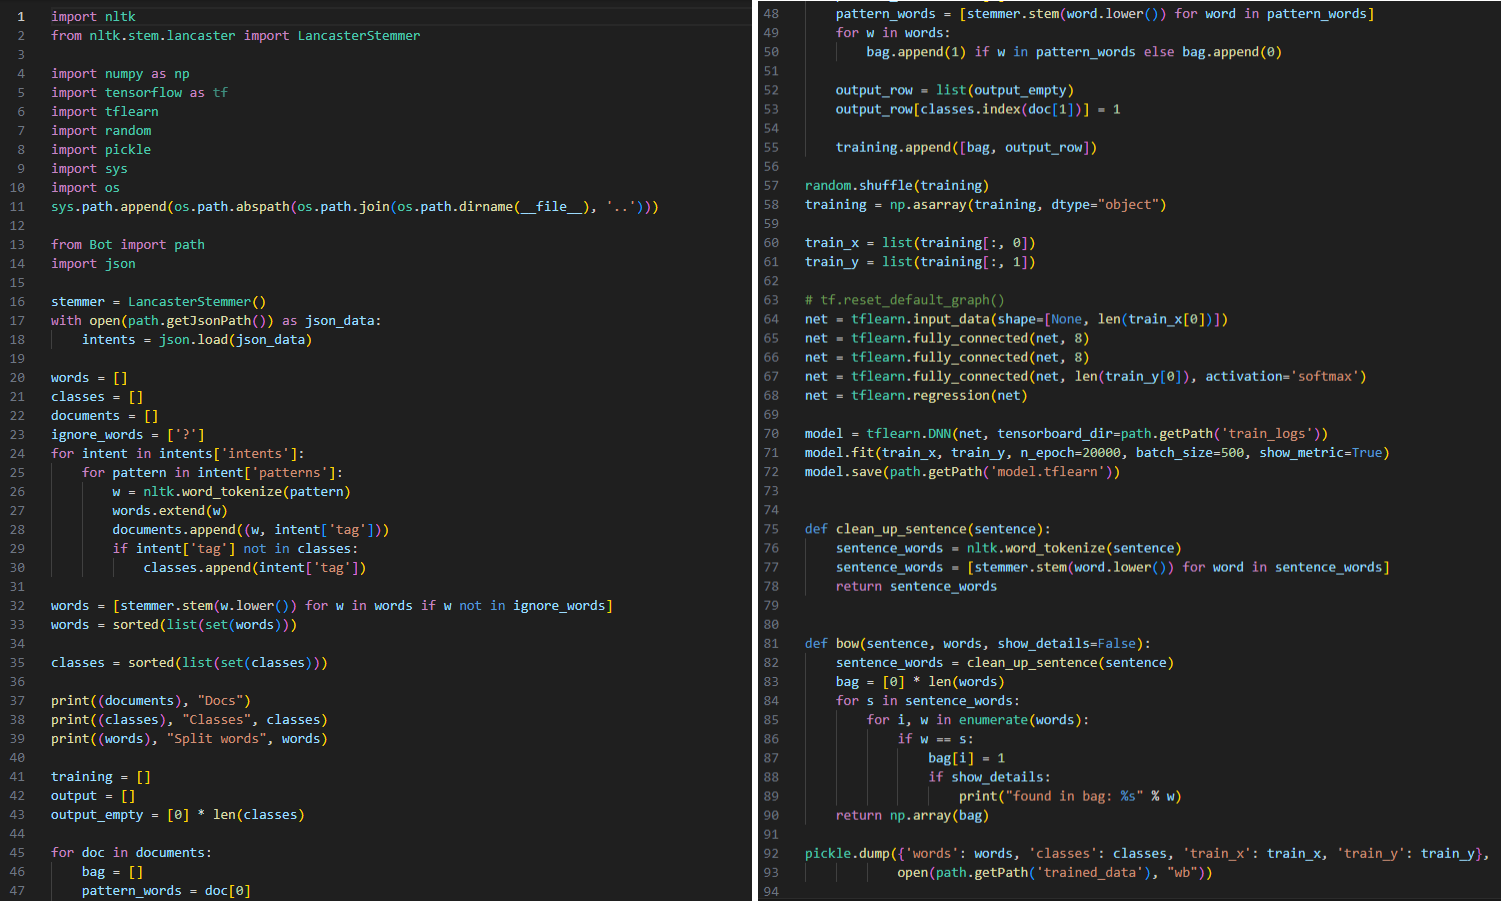 1 import nltk
2 from nltk.stem.lancaster import LancasterStemmer
3
4 import numpy as np
5 import tensorflow as tf
6 import tflearn
7 import random
8 import pickle
9 import sys
10 import os
11 sys.path.append(os.path.abspath(os.path.join(os.path.dirname(__file__), '..')))
12
13 from Bot import path
14 import json
15
16 stemmer = LancasterStemmer()
17 with open(path.getJsonPath()) as json_data:
18     intents = json.load(json_data)
19
20 words = []
21 classes = []
22 documents = []
23 ignore_words = ['?']
24 for intent in intents['intents']:
25     for pattern in intent['patterns']:
26         w = nltk.word_tokenize(pattern)
27         words.extend(w)
28         documents.append((w, intent['tag']))
29         if intent['tag'] not in classes:
30             classes.append(intent['tag'])
31
32 words = [stemmer.stem(w.lower()) for w in words if w not in ignore_words]
33 words = sorted(list(set(words)))
34
35 classes = sorted(list(set(classes)))
36
37 print((documents), "Docs")
38 print((classes), "Classes", classes)
39 print((words), "Split words", words)
40
41 training = []
42 output = []
43 output_empty = [0] * len(classes)
44
45 for doc in documents:
46     bag = []
47     pattern_words = doc[0]
48     pattern_words = [stemmer.stem(word.lower()) for word in pattern_words]
49     for w in words:
50         bag.append(1) if w in pattern_words else bag.append(0)
51
52     output_row = list(output_empty)
53     output_row[classes.index(doc[1])] = 1
54
55     training.append([bag, output_row])
56
57 random.shuffle(training)
58 training = np.asarray(training, dtype="object")
59
60 train_x = list(training[:, 0])
61 train_y = list(training[:, 1])
62
63 # tf.reset_default_graph()
64 net = tflearn.input_data(shape=[None, len(train_x[0])])
65 net = tflearn.fully_connected(net, 8)
66 net = tflearn.fully_connected(net, 8)
67 net = tflearn.fully_connected(net, len(train_y[0]), activation='softmax')
68 net = tflearn.regression(net)
69
70 model = tflearn.DNN(net, tensorboard_dir=path.getPath('train_logs'))
71 model.fit(train_x, train_y, n_epoch=20000, batch_size=500, show_metric=True)
72 model.save(path.getPath('model.tflearn'))
73
74
75 def clean_up_sentence(sentence):
76     sentence_words = nltk.word_tokenize(sentence)
77     sentence_words = [stemmer.stem(word.lower()) for word in sentence_words]
78     return sentence_words
79
80
81 def bow(sentence, words, show_details=False):
82     sentence_words = clean_up_sentence(sentence)
83     bag = [0] * len(words)
84     for s in sentence_words:
85         for i, w in enumerate(words):
86             if w == s:
87                 bag[i] = 1
88                 if show_details:
89                     print("found in bag: %s" % w)
90     return np.array(bag)
91
92 pickle.dump({'words': words, 'classes': classes, 'train_x': train_x, 'train_y': train_y},
93             open(path.getPath('trained_data'), "wb"))
94